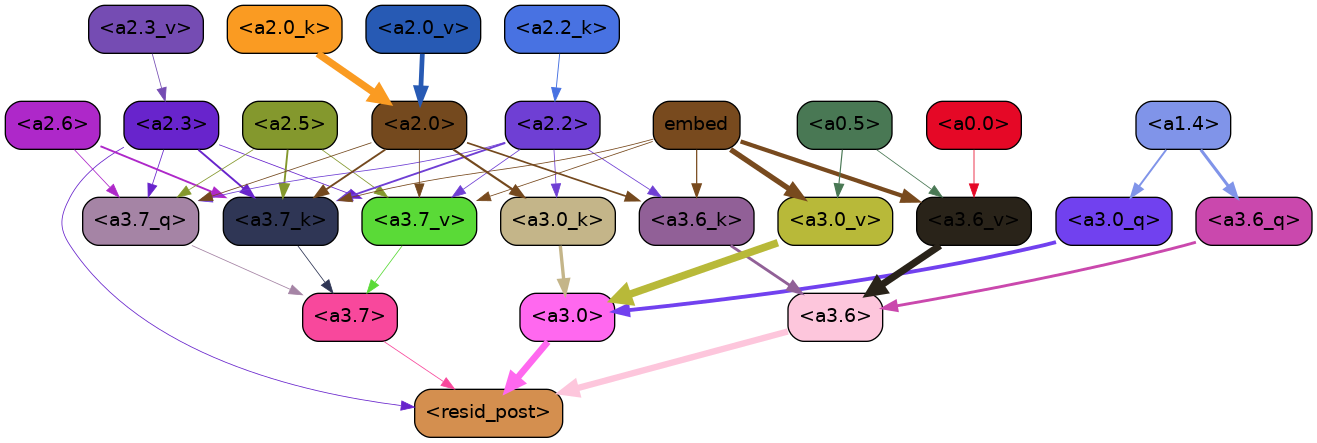 <a2.3_v> <a2.0_k> <a2.0_v> <a2.2_k>
<a2.6> <a2.3> <a2.5> <a2.0> <a2.2> embed <a0.5> <a0.0> <a1.4>
<a3.7_q> <a3.7_k> <a3.7_v> <a3.0_k> <a3.6_k> <a3.0_v> <a3.6_v> <a3.0_q> <a3.6_q>
<a3.7> <a3.0> <a3.6>
<resid_post>